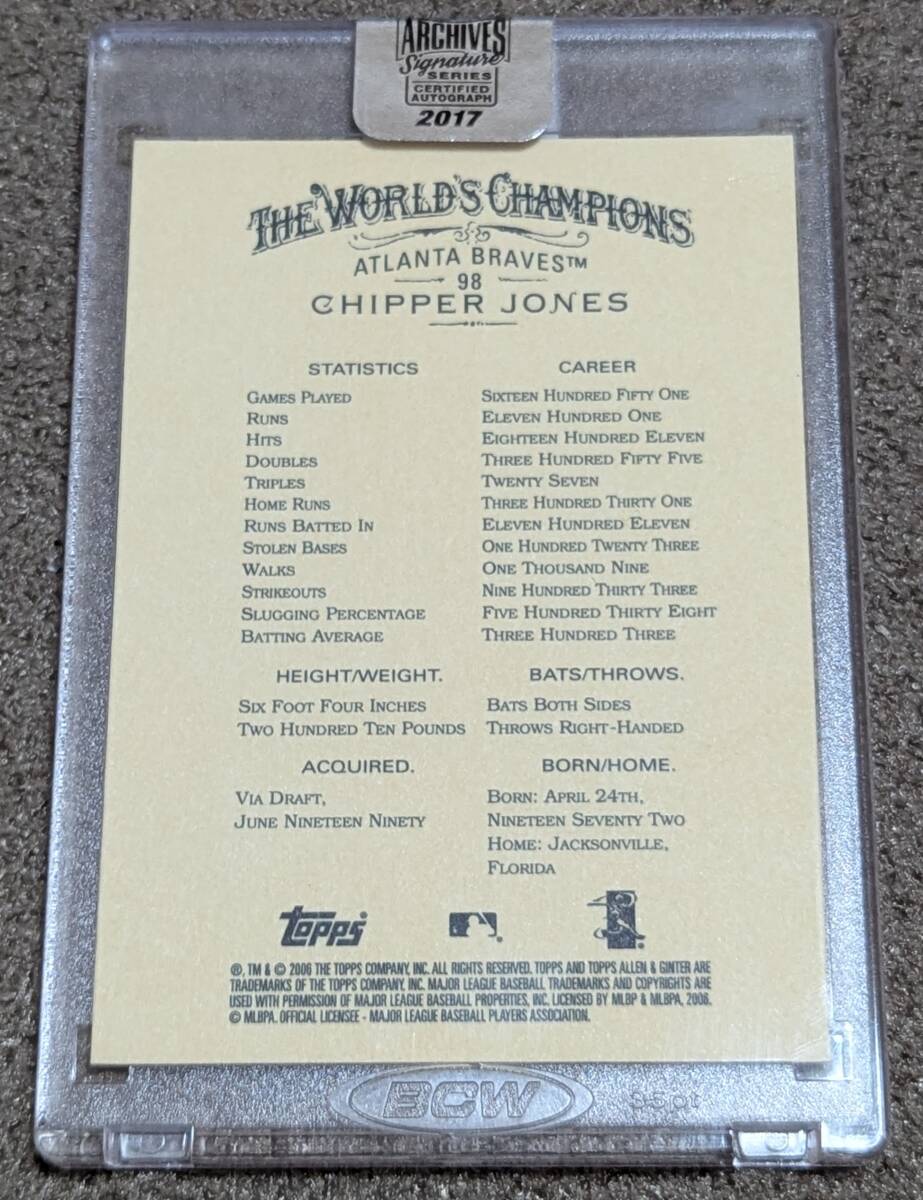 ARCHIVES
Signature
SERIES
CERTIFIED
AUTOGRAPH
2017
THE WORLD'S CHAMPIONS
ATLANTA BRAVES™
98
CHIPPER JONES
STATISTICS CAREER
GAMES PLAYED SIXTEEN HUNDRED FIFTY ONE
RUNS ELEVEN HUNDRED ONE
HITS EIGHTEEN HUNDRED ELEVEN
DOUBLES THREE HUNDRED FIFTY FIVE
TRIPLES TWENTY SEVEN
HOME RUNS THREE HUNDRED THIRTY ONE
RUNS BATTED IN ELEVEN HUNDRED ELEVEN
STOLEN BASES ONE HUNDRED TWENTY THREE
WALKS ONE THOUSAND NINE
STRIKEOUTS NINE HUNDRED THIRTY THREE
SLUGGING PERCENTAGE FIVE HUNDRED THIRTY EIGHT
BATTING AVERAGE THREE HUNDRED THREE
HEIGHT/WEIGHT.
SIX FOOT FOUR INCHES
TWO HUNDRED TEN POUNDS
BATS/THROWS.
BATS BOTH SIDES
THROWS RIGHT-HANDED
ACQUIRED.
VIA DRAFT,
JUNE NINETEEN NINETY
BORN/HOME.
BORN: APRIL 24TH,
NINETEEN SEVENTY TWO
HOME: JACKSONVILLE,
FLORIDA
topps
®, TM & © 2006 THE TOPPS COMPANY, INC. ALL RIGHTS RESERVED. TOPPS AND TOPPS ALLEN & GINTER ARE
TRADEMARKS OF THE TOPPS COMPANY, INC. MAJOR LEAGUE BASEBALL TRADEMARKS AND COPYRIGHTS ARE
USED WITH PERMISSION OF MAJOR LEAGUE BASEBALL PROPERTIES, INC. LICENSED BY MLBP & MLBPA, 2006.
© MLBPA. OFFICIAL LICENSEE - MAJOR LEAGUE BASEBALL PLAYERS ASSOCIATION.
BCW
35pt